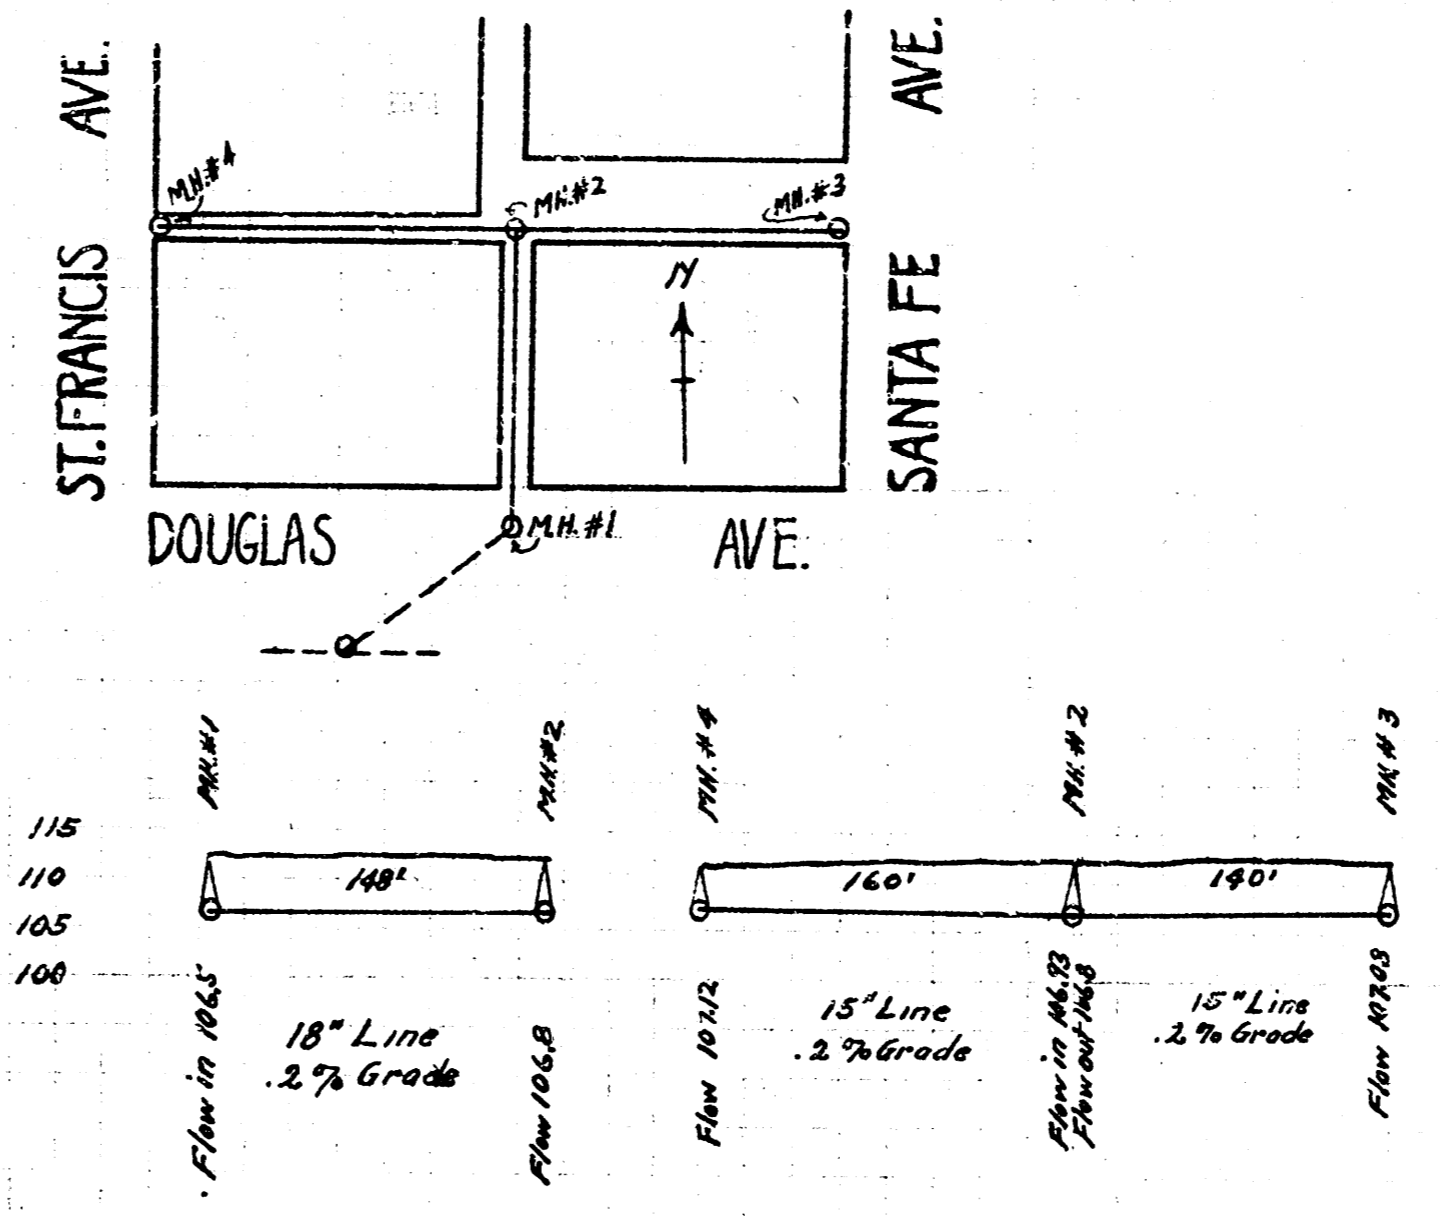 AVE.
AVE.
M.H.#4
M.H.#2
M.H.#3
ST. FRANCIS
N
SANTA FE
DOUGLAS
M.H.#1
AVE.
M.H.#1
M.H.#2
M.H.#4
M.H.#2
M.H.#3
115
110
105
100
148'
160'
140'
Flow in 106.5
18" Line
.2% Grade
Flow 106.8
Flow 107.12
15" Line
.2% Grade
Flow in 106.93
Flow out 106.8
15" Line
.2% Grade
Flow 107.03